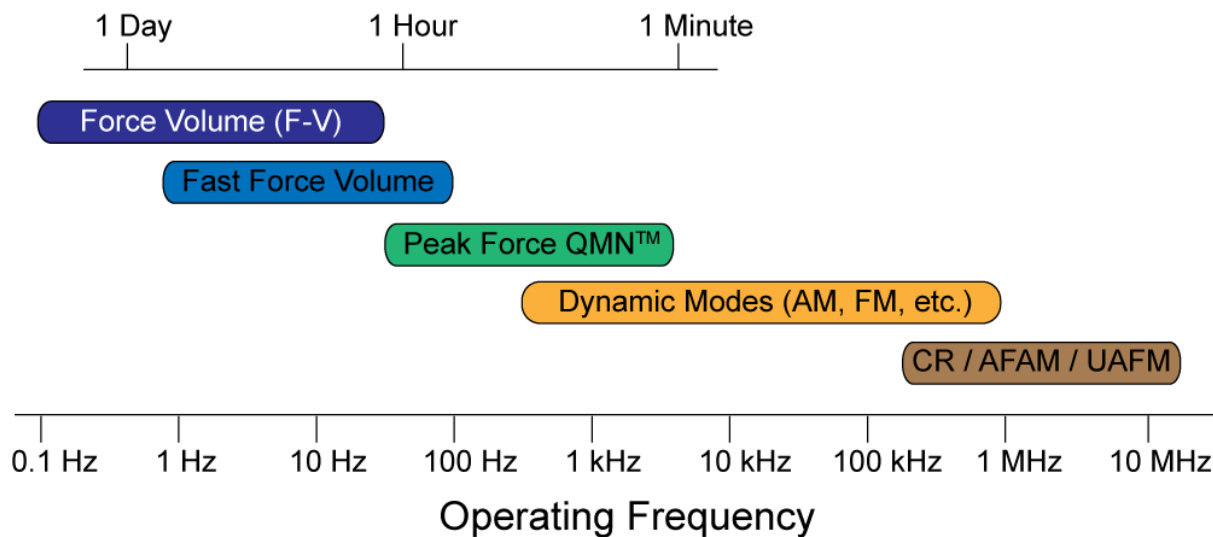 1 Day 1 Hour 1 Minute
Force Volume (F-V)
Fast Force Volume
Peak Force QMN™
Dynamic Modes (AM, FM, etc.)
CR / AFAM / UAFM
0.1 Hz 1 Hz 10 Hz 100 Hz 1 kHz 10 kHz 100 kHz 1 MHz 10 MHz
Operating Frequency